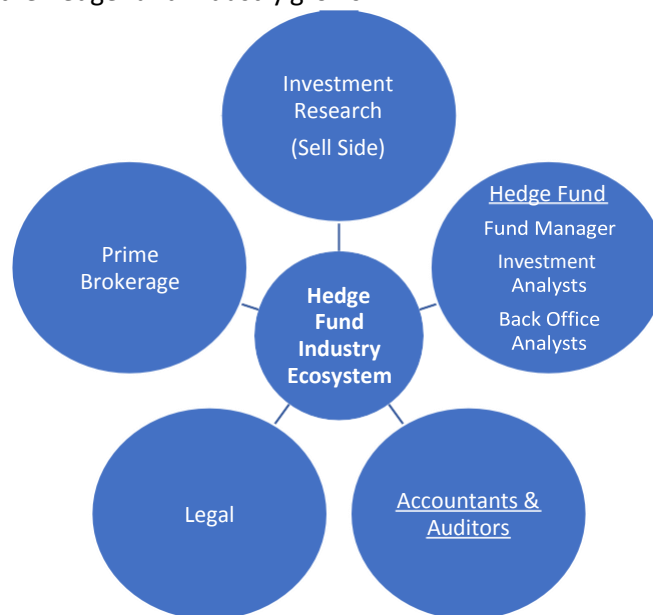 Investment
Research
(Sell Side)
Hedge Fund
Fund Manager
Investment
Analysts
Back Office
Analysts
Prime
Brokerage
Hedge
Fund
Industry
Ecosystem
Legal
Accountants &
Auditors